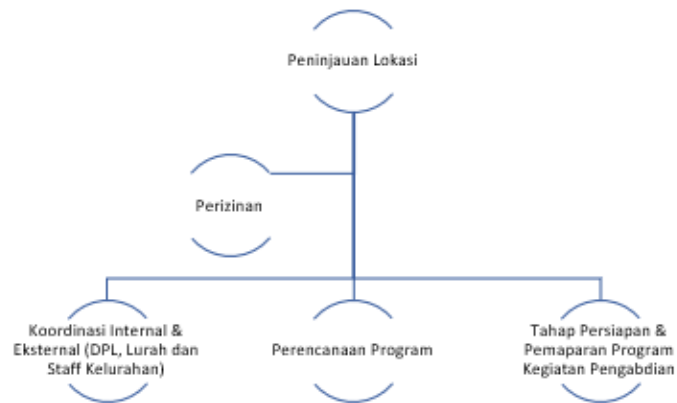 Peninjauan Lokasi
Perizinan
Koordinasi Internal &
Eksternal (DPL, Lurah dan
Staff Kelurahan)
Perencanaan Program
Tahap Persiapan &
Pemaparan Program
Kegiatan Pengabdian